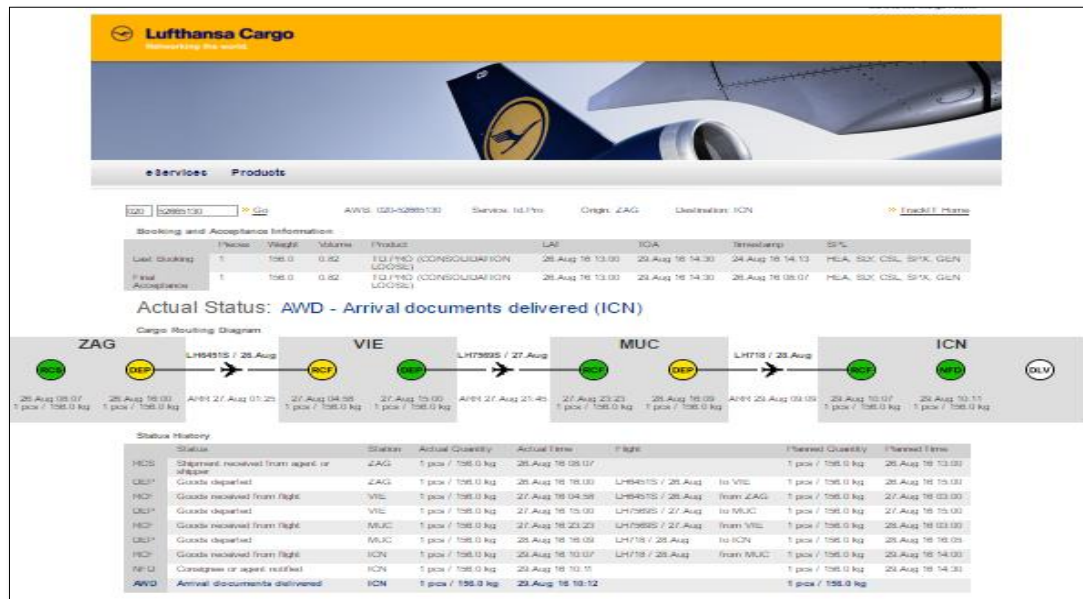 Lufthansa Cargo
Networking the world.
eServices Products
020 52665130 » Go AWB: 020-52665130 Service: td.Pro Origin: ZAG Destination: ICN » TrackIT Home
Booking and Acceptance Information
Pieces Weight Volume Product LAT TOA Timestamp SPL
Last Booking 1 156.0 0.82 TD.PRO (CONSOLIDATION LOOSE) 26.Aug 16 13:00 29.Aug 16 14:30 24.Aug 16 14:13 HEA, SLX, CSL, SPX, GEN
Final Acceptance 1 156.0 0.82 TD.PRO (CONSOLIDATION LOOSE) 26.Aug 16 13:00 29.Aug 16 14:30 26.Aug 16 08:07 HEA, SLX, CSL, SPX, GEN
Actual Status: AWD - Arrival documents delivered (ICN)
Cargo Routing Diagram
ZAG VIE MUC ICN
LH6451S / 26.Aug LH7569S / 27.Aug LH718 / 28.Aug
RCS DEP RCF DEP RCF DEP RCF NFD DLV
26.Aug 08:07 26.Aug 16:00 ARR 27.Aug 01:25 27.Aug 04:58 27.Aug 15:00 ARR 27.Aug 21:45 27.Aug 23:23 28.Aug 16:09 ARR 29.Aug 09:09 29.Aug 10:07 29.Aug 10:11
1 pcs / 156.0 kg 1 pcs / 156.0 kg 1 pcs / 156.0 kg 1 pcs / 156.0 kg 1 pcs / 156.0 kg 1 pcs / 156.0 kg 1 pcs / 156.0 kg 1 pcs / 156.0 kg
Status History
Status Station Actual Quantity Actual Time Flight Planned Quantity Planned Time
RCS Shipment received from agent or shipper ZAG 1 pcs / 156.0 kg 26.Aug 16 08:07 1 pcs / 156.0 kg 26.Aug 16 13:00
DEP Goods departed ZAG 1 pcs / 156.0 kg 26.Aug 16 16:00 LH6451S / 26.Aug to VIE 1 pcs / 156.0 kg 26.Aug 16 15:00
RCF Goods received from flight VIE 1 pcs / 156.0 kg 27.Aug 16 04:58 LH6451S / 26.Aug from ZAG 1 pcs / 156.0 kg 27.Aug 16 03:00
DEP Goods departed VIE 1 pcs / 156.0 kg 27.Aug 16 15:00 LH7569S / 27.Aug to MUC 1 pcs / 156.0 kg 27.Aug 16 15:00
RCF Goods received from flight MUC 1 pcs / 156.0 kg 27.Aug 16 23:23 LH7569S / 27.Aug from VIE 1 pcs / 156.0 kg 28.Aug 16 03:00
DEP Goods departed MUC 1 pcs / 156.0 kg 28.Aug 16 16:09 LH718 / 28.Aug to ICN 1 pcs / 156.0 kg 28.Aug 16 16:05
RCF Goods received from flight ICN 1 pcs / 156.0 kg 29.Aug 16 10:07 LH718 / 28.Aug from MUC 1 pcs / 156.0 kg 29.Aug 16 14:00
NFD Consignee or agent notified ICN 1 pcs / 156.0 kg 29.Aug 16 10:11 1 pcs / 156.0 kg 29.Aug 16 14:30
AWD Arrival documents delivered ICN 1 pcs / 156.0 kg 29.Aug 16 10:12 1 pcs / 156.0 kg